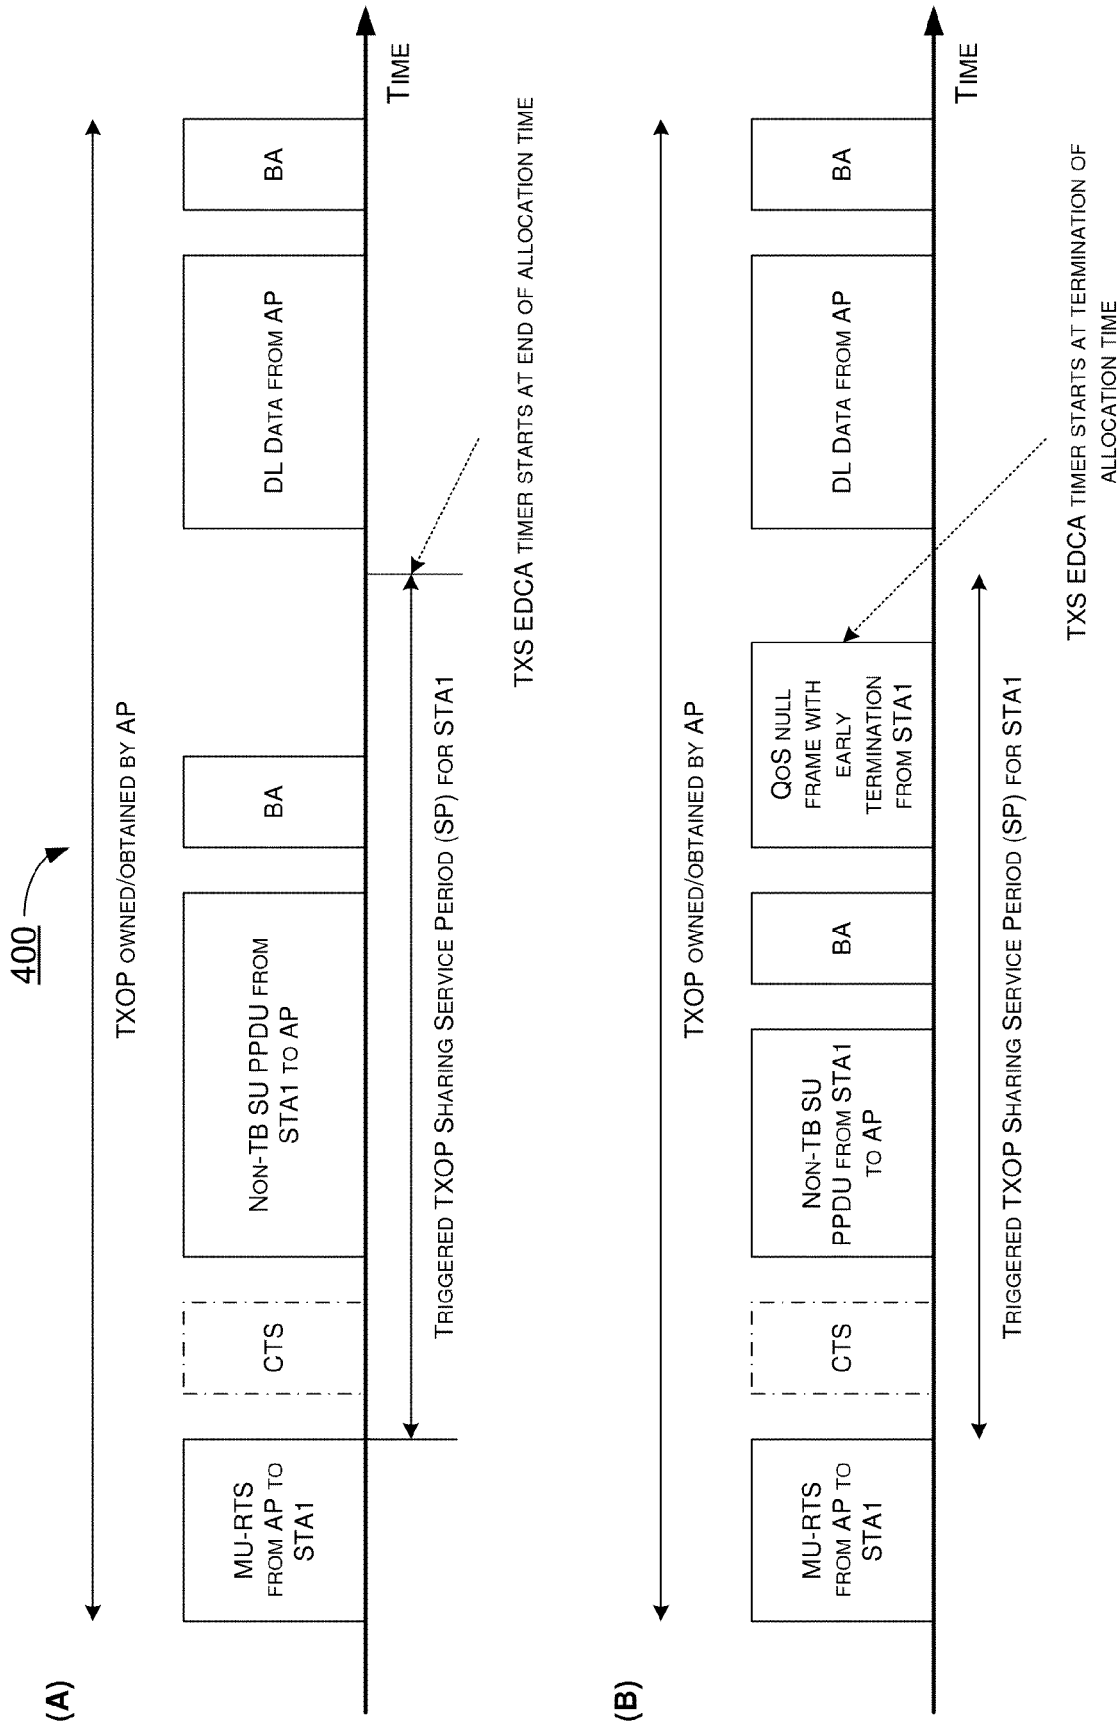 400
(A)
TXOP OWNED/OBTAINED BY AP
MU-RTS
FROM AP TO
STA1
CTS
NON-TB SU PPDU FROM
STA1 TO AP
BA
DL DATA FROM AP
BA
TIME
TRIGGERED TXOP SHARING SERVICE PERIOD (SP) FOR STA1
TXS EDCA TIMER STARTS AT END OF ALLOCATION TIME
(B)
TXOP OWNED/OBTAINED BY AP
MU-RTS
FROM AP TO
STA1
CTS
NON-TB SU
PPDU FROM STA1
TO AP
BA
QOS NULL
FRAME WITH
EARLY
TERMINATION
FROM STA1
DL DATA FROM AP
BA
TIME
TRIGGERED TXOP SHARING SERVICE PERIOD (SP) FOR STA1
TXS EDCA TIMER STARTS AT TERMINATION OF
ALLOCATION TIME